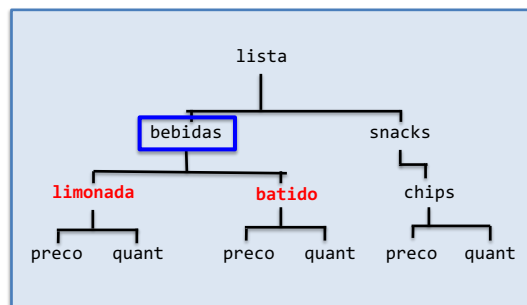 lista
bebidas snacks
limonada batido chips
preco quant preco quant preco quant